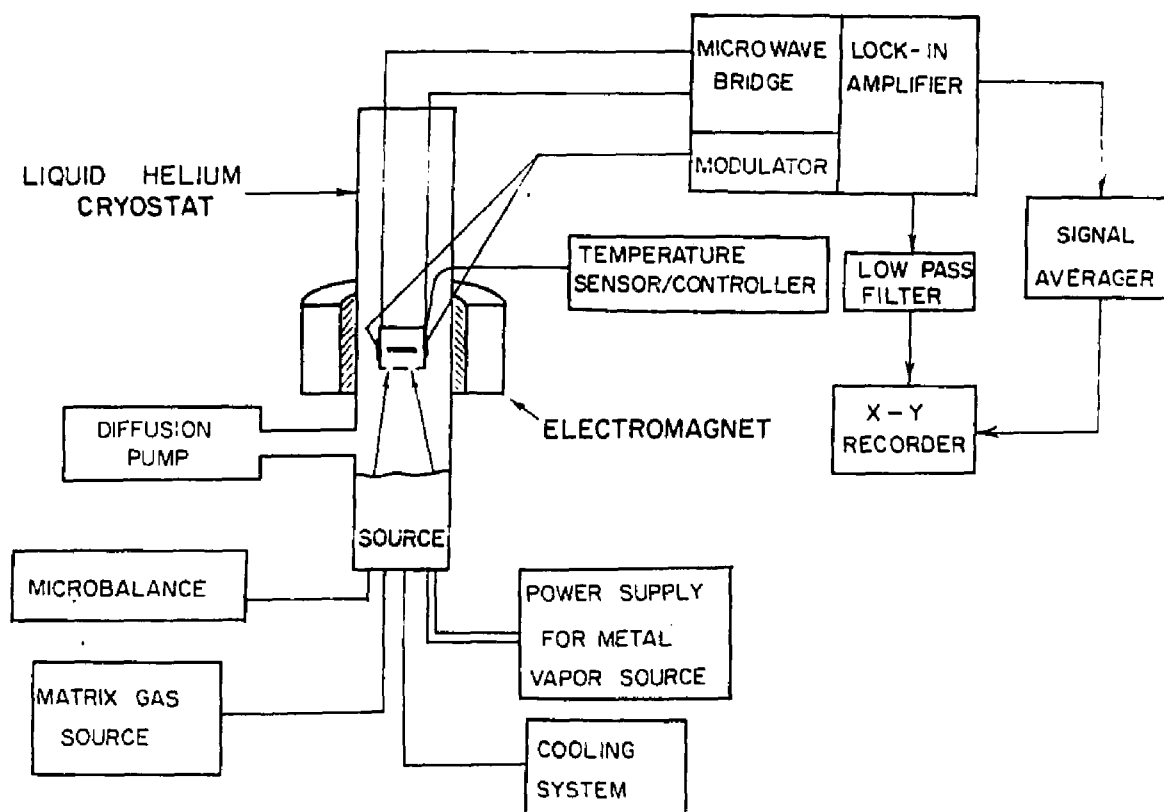 MICROWAVE
BRIDGE
LOCK-IN
AMPLIFIER
MODULATOR
LIQUID HELIUM
CRYOSTAT
TEMPERATURE
SENSOR/CONTROLLER
LOW PASS
FILTER
SIGNAL
AVERAGER
ELECTROMAGNET
X-Y
RECORDER
DIFFUSION
PUMP
SOURCE
MICROBALANCE
POWER SUPPLY
FOR METAL
VAPOR SOURCE
MATRIX GAS
SOURCE
COOLING
SYSTEM